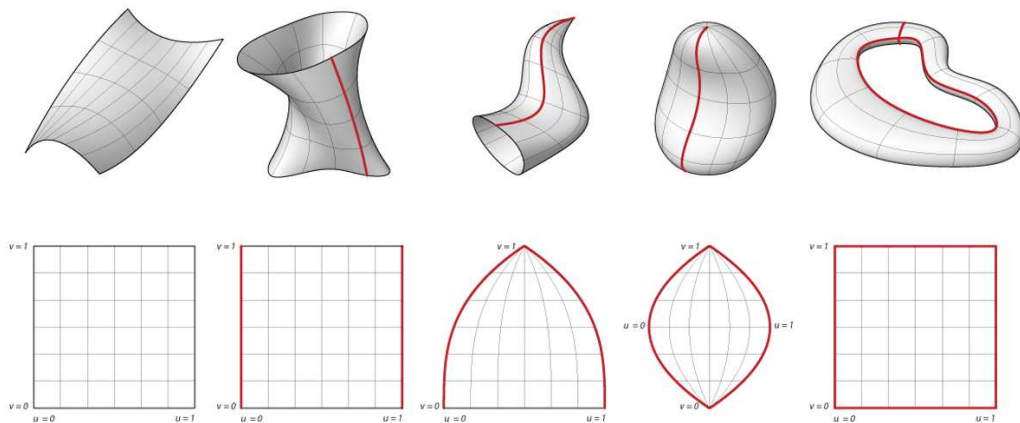 v=1 v=1 v=1 v=1 v=1
u=0 u=1
v=0 v=0 v=0 v=0 v=0
u=0 u=1 u=0 u=1 u=0 u=1 u=0 u=1